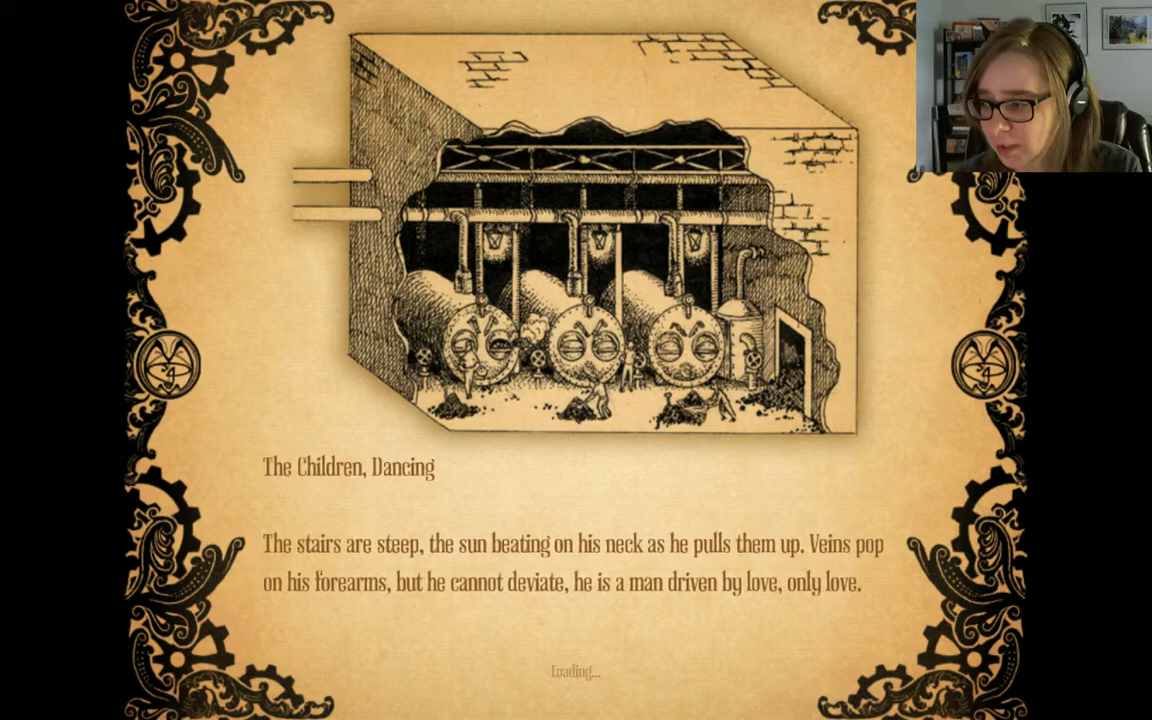 The Children, Dancing
The stairs are steep, the sun beating on his neck as he pulls them up. Veins pop
on his forearms, but he cannot deviate, he is a man driven by love, only love.
Loading...